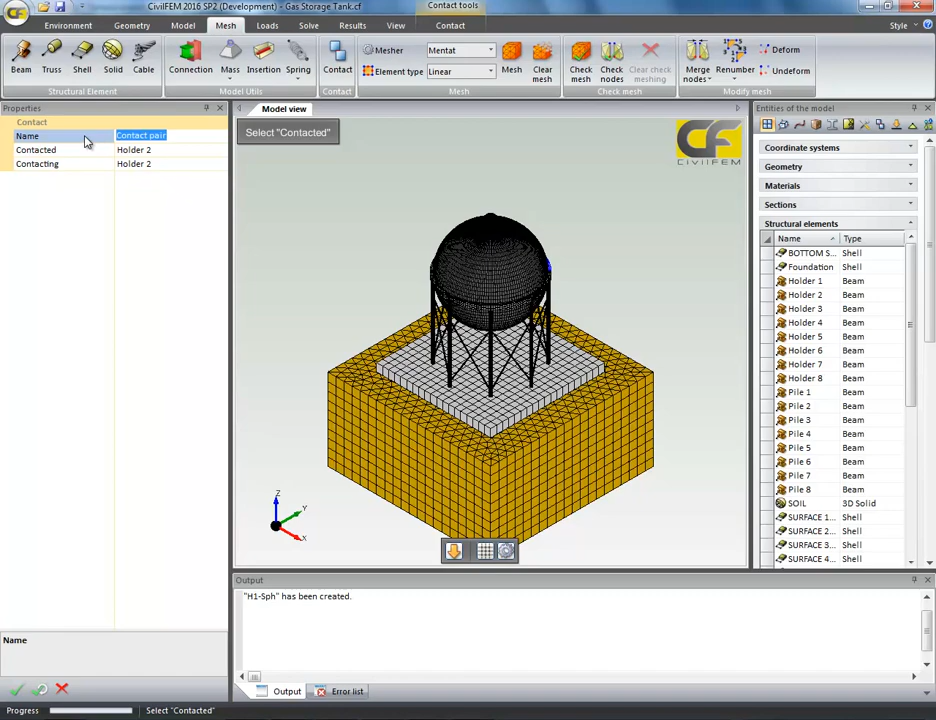 CivilFEM 2016 SP2 (Development) - Gas Storage Tank.cf
Contact tools
Environment
Geometry
Model
Mesh
Loads
Solve
Results
View
Contact
Style
Beam
Truss
Shell
Solid
Cable
Connection
Mass
Insertion
Spring
Contact
Mesher
Mentat
Element type
Linear
Mesh
Clear
mesh
Check
mesh
Check
nodes
Clear check
meshing
Merge
nodes
Renumber
Deform
Undeform
Structural Element
Model Utils
Contact
Mesh
Check mesh
Modify mesh
Properties
Contact
Name
Contact pair
Contacted
Holder 2
Contacting
Holder 2
Model view
Select "Contacted"
CF
CIVILFEM
Z
Y
X
Entities of the model
Coordinate systems
Geometry
Materials
Sections
Structural elements
Name
Type
BOTTOM S... Shell
Foundation Shell
Holder 1 Beam
Holder 2 Beam
Holder 3 Beam
Holder 4 Beam
Holder 5 Beam
Holder 6 Beam
Holder 7 Beam
Holder 8 Beam
Pile 1 Beam
Pile 2 Beam
Pile 3 Beam
Pile 4 Beam
Pile 5 Beam
Pile 6 Beam
Pile 7 Beam
Pile 8 Beam
SOIL 3D Solid
SURFACE 1... Shell
SURFACE 2... Shell
SURFACE 3... Shell
SURFACE 4... Shell
Output
"H1-Sph" has been created.
Name
Output
Error list
Progress
Select "Contacted"